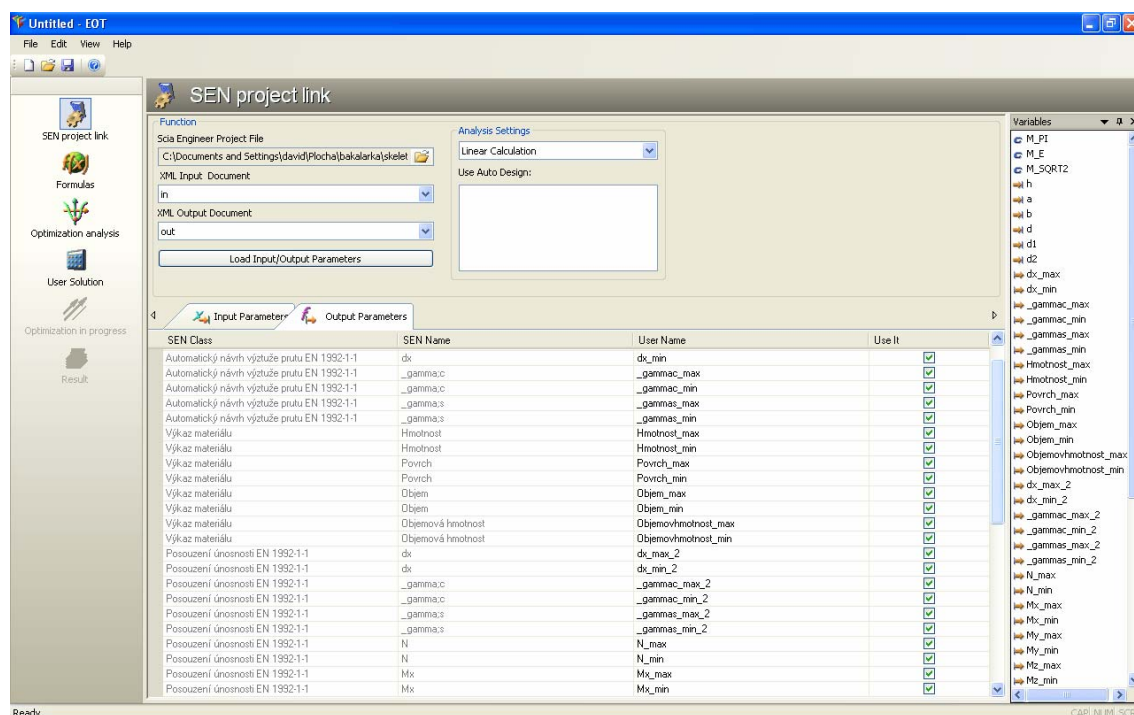 Untitled - EOT
File Edit View Help
SEN project link
Formulas
Optimization analysis
User Solution
Optimization in progress
Result
SEN project link
Function
Scia Engineer Project File
C:\Documents and Settings\david\Plocha\bakalarka\skelet
XML Input Document
in
XML Output Document
out
Load Input/Output Parameters
Analysis Settings
Linear Calculation
Use Auto Design:
Input Parameters Output Parameters
SEN Class SEN Name User Name Use It
Automatický návrh výztuže prutu EN 1992-1-1 dx dx_min
Automatický návrh výztuže prutu EN 1992-1-1 _gamma;c _gammac_max
Automatický návrh výztuže prutu EN 1992-1-1 _gamma;c _gammac_min
Automatický návrh výztuže prutu EN 1992-1-1 _gamma;s _gammas_max
Automatický návrh výztuže prutu EN 1992-1-1 _gamma;s _gammas_min
Výkaz materiálu Hmotnost Hmotnost_max
Výkaz materiálu Hmotnost Hmotnost_min
Výkaz materiálu Povrch Povrch_max
Výkaz materiálu Povrch Povrch_min
Výkaz materiálu Objem Objem_max
Výkaz materiálu Objem Objem_min
Výkaz materiálu Objemová hmotnost Objemovhmotnost_max
Výkaz materiálu Objemová hmotnost Objemovhmotnost_min
Posouzení únosnosti EN 1992-1-1 dx dx_max_2
Posouzení únosnosti EN 1992-1-1 dx dx_min_2
Posouzení únosnosti EN 1992-1-1 _gamma;c _gammac_max_2
Posouzení únosnosti EN 1992-1-1 _gamma;c _gammac_min_2
Posouzení únosnosti EN 1992-1-1 _gamma;s _gammas_max_2
Posouzení únosnosti EN 1992-1-1 _gamma;s _gammas_min_2
Posouzení únosnosti EN 1992-1-1 N N_max
Posouzení únosnosti EN 1992-1-1 N N_min
Posouzení únosnosti EN 1992-1-1 Mx Mx_max
Posouzení únosnosti EN 1992-1-1 Mx Mx_min
Variables
M_PI
M_E
M_SQRT2
h
a
b
d
d1
d2
dx_max
dx_min
_gammac_max
_gammac_min
_gammas_max
_gammas_min
Hmotnost_max
Hmotnost_min
Povrch_max
Povrch_min
Objem_max
Objem_min
Objemovhmotnost_max
Objemovhmotnost_min
dx_max_2
dx_min_2
_gammac_max_2
_gammac_min_2
_gammas_max_2
_gammas_min_2
N_max
N_min
Mx_max
Mx_min
My_max
My_min
Mz_max
Mz_min
Ready
CAP NUM SCR